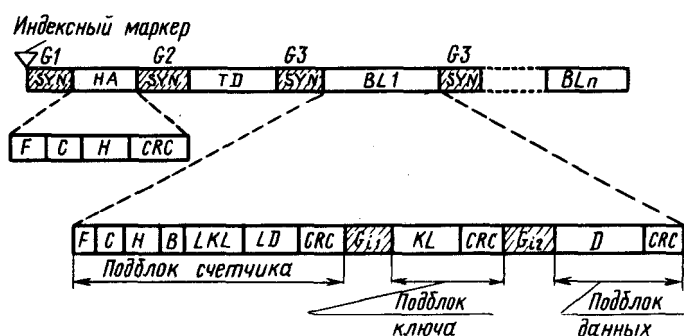 Индексный маркер
G1 G2 G3 G3
SYN HA SYN TD SYN BL1 SYN BLn
F C H CRC
F C H B LKL LD CRC Gi1 KL CRC Gi2 D CRC
Подблок счетчика
Подблок ключа
Подблок данных